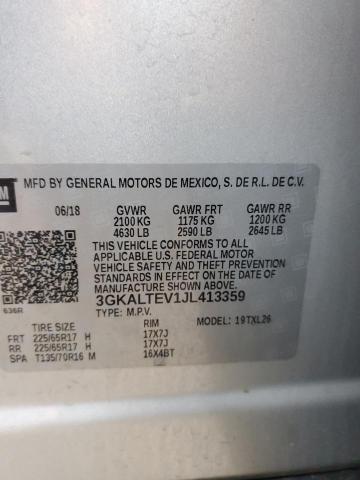 GM
MFD BY GENERAL MOTORS DE MEXICO, S. DE R.L. DE C.V.
06/18 GVWR GAWR FRT GAWR RR
2100 KG 1175 KG 1200 KG
4630 LB 2590 LB 2645 LB
THIS VEHICLE CONFORMS TO ALL APPLICABLE
U.S. FEDERAL MOTOR VEHICLE SAFETY, BUMPER,
AND THEFT PREVENTION
STANDARDS IN EFFECT ON THE DATE OF
MANUFACTURE SHOWN ABOVE.
3GKALTEV1JL413359
636R TYPE: M.P.V. MODEL: 19TXL26
TIRE SIZE RIM
FRT 225/65R17 H 17X7J
RR 225/65R17 H 17X7J
SPA T135/70R16 M 16X4BT